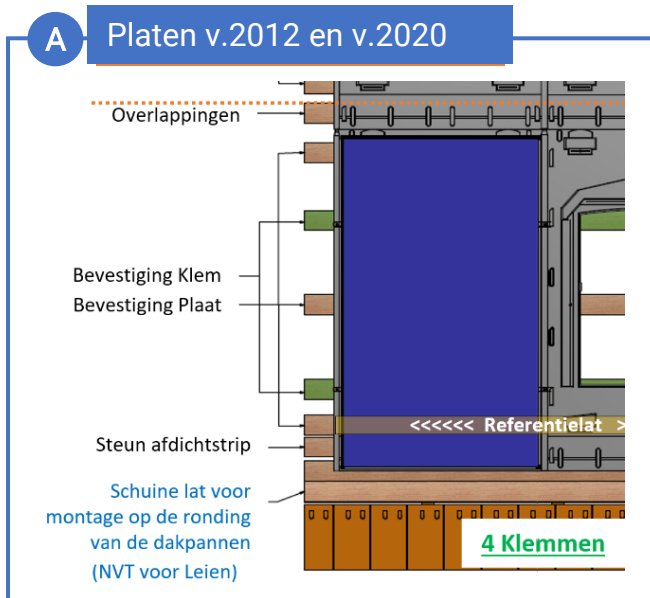 A
Platen v.2012 en v.2020
Overlappingen
Bevestiging Klem
Bevestiging Plaat
<<<<<< Referentielat >
Steun afdichtstrip
Schuine lat voor
montage op de ronding
van de dakpannen
(NVT voor Leien)
4 Klemmen